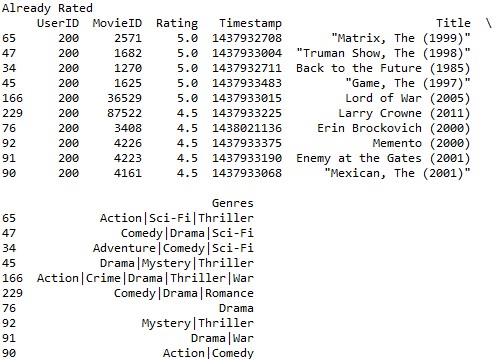 Already Rated
UserID MovieID Rating Timestamp Title \
65 200 2571 5.0 1437932708 "Matrix, The (1999)"
47 200 1682 5.0 1437933004 "Truman Show, The (1998)"
34 200 1270 5.0 1437932711 Back to the Future (1985)
45 200 1625 5.0 1437933483 "Game, The (1997)"
166 200 36529 5.0 1437933015 Lord of War (2005)
229 200 87522 4.5 1437933225 Larry Crowne (2011)
76 200 3408 4.5 1438021136 Erin Brockovich (2000)
92 200 4226 4.5 1437933375 Memento (2000)
91 200 4223 4.5 1437933190 Enemy at the Gates (2001)
90 200 4161 4.5 1437933068 "Mexican, The (2001)"
Genres
65 Action|Sci-Fi|Thriller
47 Comedy|Drama|Sci-Fi
34 Adventure|Comedy|Sci-Fi
45 Drama|Mystery|Thriller
166 Action|Crime|Drama|Thriller|War
229 Comedy|Drama|Romance
76 Drama
92 Mystery|Thriller
91 Drama|War
90 Action|Comedy